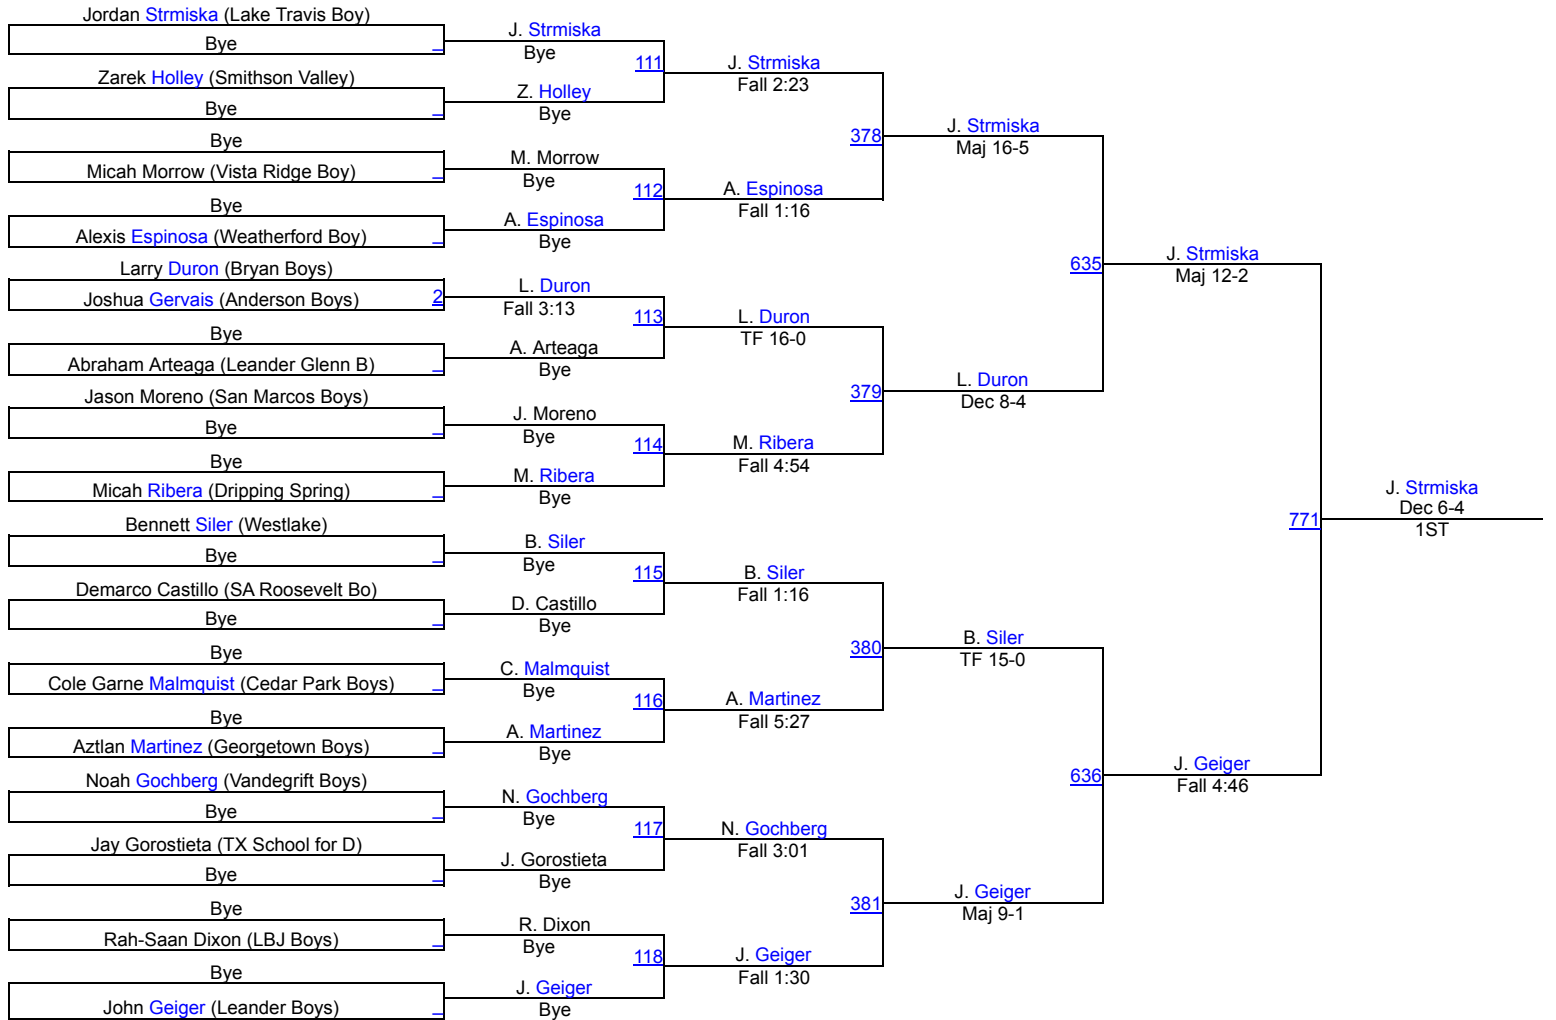 Jordan Strmiska (Lake Travis Boy)
Bye
Zarek Holley (Smithson Valley)
Bye
Bye
Micah Morrow (Vista Ridge Boy)
Bye
Alexis Espinosa (Weatherford Boy)
Larry Duron (Bryan Boys)
Joshua Gervais (Anderson Boys) 2
Bye
Abraham Arteaga (Leander Glenn B)
Jason Moreno (San Marcos Boys)
Bye
Bye
Micah Ribera (Dripping Spring)
Bennett Siler (Westlake)
Bye
Demarco Castillo (SA Roosevelt Bo)
Bye
Bye
Cole Garne Malmquist (Cedar Park Boys)
Bye
Aztlan Martinez (Georgetown Boys)
Noah Gochberg (Vandegrift Boys)
Bye
Jay Gorostieta (TX School for D)
Bye
Bye
Rah-Saan Dixon (LBJ Boys)
Bye
John Geiger (Leander Boys)
J. Strmiska
Bye
111
Z. Holley
Bye
M. Morrow
Bye
112
A. Espinosa
Bye
L. Duron
Fall 3:13
113
A. Arteaga
Bye
J. Moreno
Bye
114
M. Ribera
Bye
B. Siler
Bye
115
D. Castillo
Bye
C. Malmquist
Bye
116
A. Martinez
Bye
N. Gochberg
Bye
117
J. Gorostieta
Bye
R. Dixon
Bye
118
J. Geiger
Bye
J. Strmiska
Fall 2:23
378
A. Espinosa
Fall 1:16
L. Duron
TF 16-0
379
M. Ribera
Fall 4:54
B. Siler
Fall 1:16
380
A. Martinez
Fall 5:27
N. Gochberg
Fall 3:01
381
J. Geiger
Fall 1:30
J. Strmiska
Maj 16-5
635
L. Duron
Dec 8-4
B. Siler
TF 15-0
636
J. Geiger
Maj 9-1
J. Strmiska
Maj 12-2
771
J. Geiger
Fall 4:46
J. Strmiska
Dec 6-4
1ST